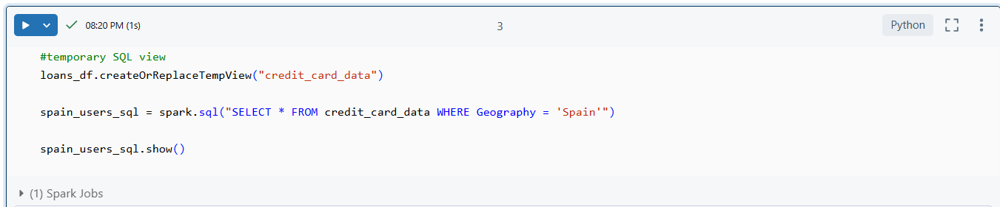 08:20 PM (1s)
3
Python
#temporary SQL view
loans_df.createOrReplaceTempView("credit_card_data")
spain_users_sql = spark.sql("SELECT * FROM credit_card_data WHERE Geography = 'Spain'")
spain_users_sql.show()
(1) Spark Jobs